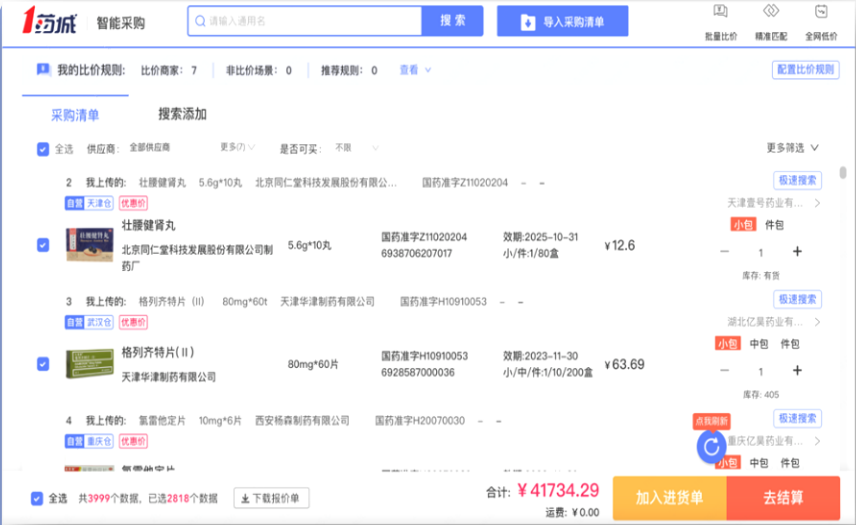 1药城 智能采购 请输入通用名 搜索 导入采购清单 批量比价 精准匹配 全网低价
我的比价规则: 比价商家: 7 非比价场景: 0 推荐规则: 0 查看 配置比价规则
采购清单 搜索添加
全选 供应商: 全部供应商 更多(7) 是否可买: 不限 更多筛选
2 我上传的: 壮腰健肾丸 5.6g*10丸 北京同仁堂科技发展股份有限公... 国药准字Z11020204 - - 极速搜索
自营 天津仓 优惠价 天津壹号药业有...
壮腰健肾丸 小包 件包
北京同仁堂科技发展股份有限公司制药厂
5.6g*10丸
国药准字Z11020204
6938706207017
效期:2025-10-31
小/件:1/80盒
¥12.6
− 1 +
库存: 有货
3 我上传的: 格列齐特片 (II) 80mg*60t 天津华津制药有限公司 国药准字H10910053 - - 极速搜索
自营 武汉仓 优惠价 湖北亿昊药业有...
格列齐特片(II) 小包 中包 件包
天津华津制药有限公司
80mg*60片
国药准字H10910053
6928587000036
效期:2023-11-30
小/中/件:1/10/200盒
¥63.69
− 1 +
库存: 405
4 我上传的: 氯雷他定片 10mg*6片 西安杨森制药有限公司 国药准字H20070030 - - 极速搜索
自营 重庆仓 优惠价 点我刷新 重庆亿昊药业有...
氯雷他定片 小包 中包 件包
全选 共3999个数据，已选2818个数据 下载报价单
合计: ¥41734.29
运费: ¥0.00
加入进货单 去结算